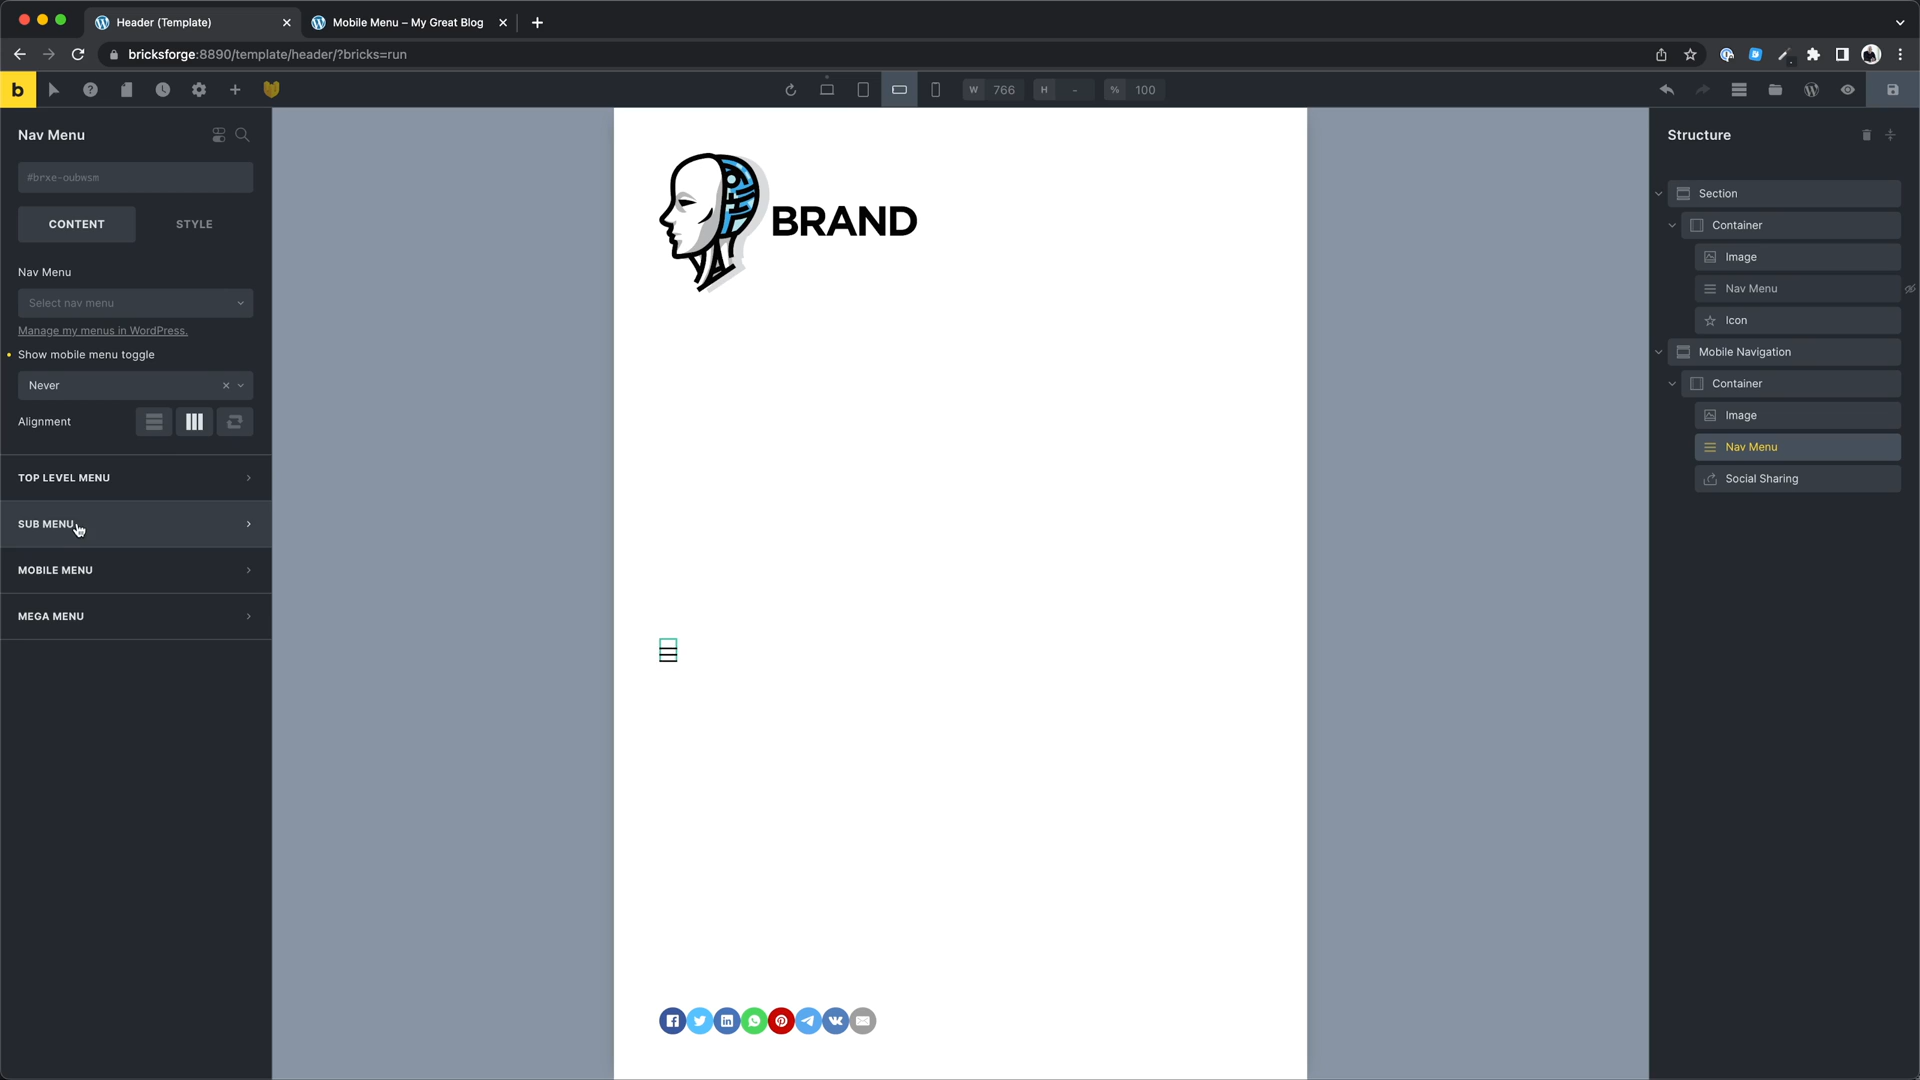 Header (Template)
Mobile Menu – My Great Blog
bricksforge:8890/template/header/?bricks=run
b
W 766
H -
% 100
Nav Menu
#brxe-oubwsm
CONTENT
STYLE
Nav Menu
Select nav menu
Manage my menus in WordPress.
Show mobile menu toggle
Never
Alignment
TOP LEVEL MENU
SUB MENU
MOBILE MENU
MEGA MENU
BRAND
Structure
Section
Container
Image
Nav Menu
Icon
Mobile Navigation
Container
Image
Nav Menu
Social Sharing